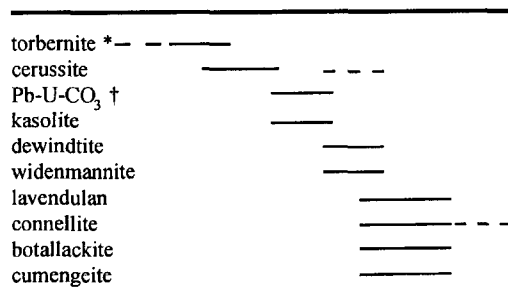 torbernite *
cerussite
Pb-U-CO₃ †
kasolite
dewindtite
widenmannite
lavendulan
connellite
botallackite
cumengeite